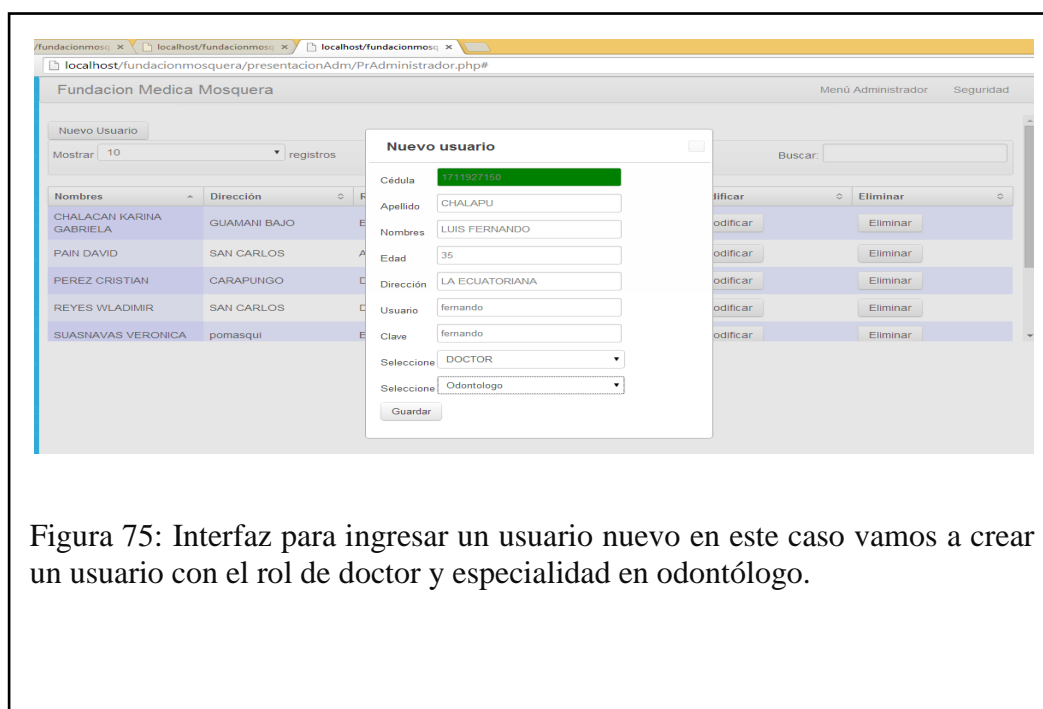 /fundacionmosq × localhost/fundacionmosq × localhost/fundacionmosq ×
localhost/fundacionmosquera/presentacionAdm/PrAdministrador.php#
Fundacion Medica Mosquera Menú Administrador Seguridad
Nuevo Usuario
Mostrar 10 registros Buscar:
Nombres Dirección R dificar Eliminar
CHALACAN KARINA GUAMANI BAJO E odificar Eliminar
GABRIELA
PAIN DAVID SAN CARLOS A odificar Eliminar
PEREZ CRISTIAN CARAPUNGO D odificar Eliminar
REYES WLADIMIR SAN CARLOS D odificar Eliminar
SUASNAVAS VERONICA pomasqui E odificar Eliminar
Nuevo usuario
Cédula 1711927150
Apellido CHALAPU
Nombres LUIS FERNANDO
Edad 35
Dirección LA ECUATORIANA
Usuario fernando
Clave fernando
Seleccione DOCTOR
Seleccione Odontologo
Guardar
Figura 75: Interfaz para ingresar un usuario nuevo en este caso vamos a crear
un usuario con el rol de doctor y especialidad en odontólogo.